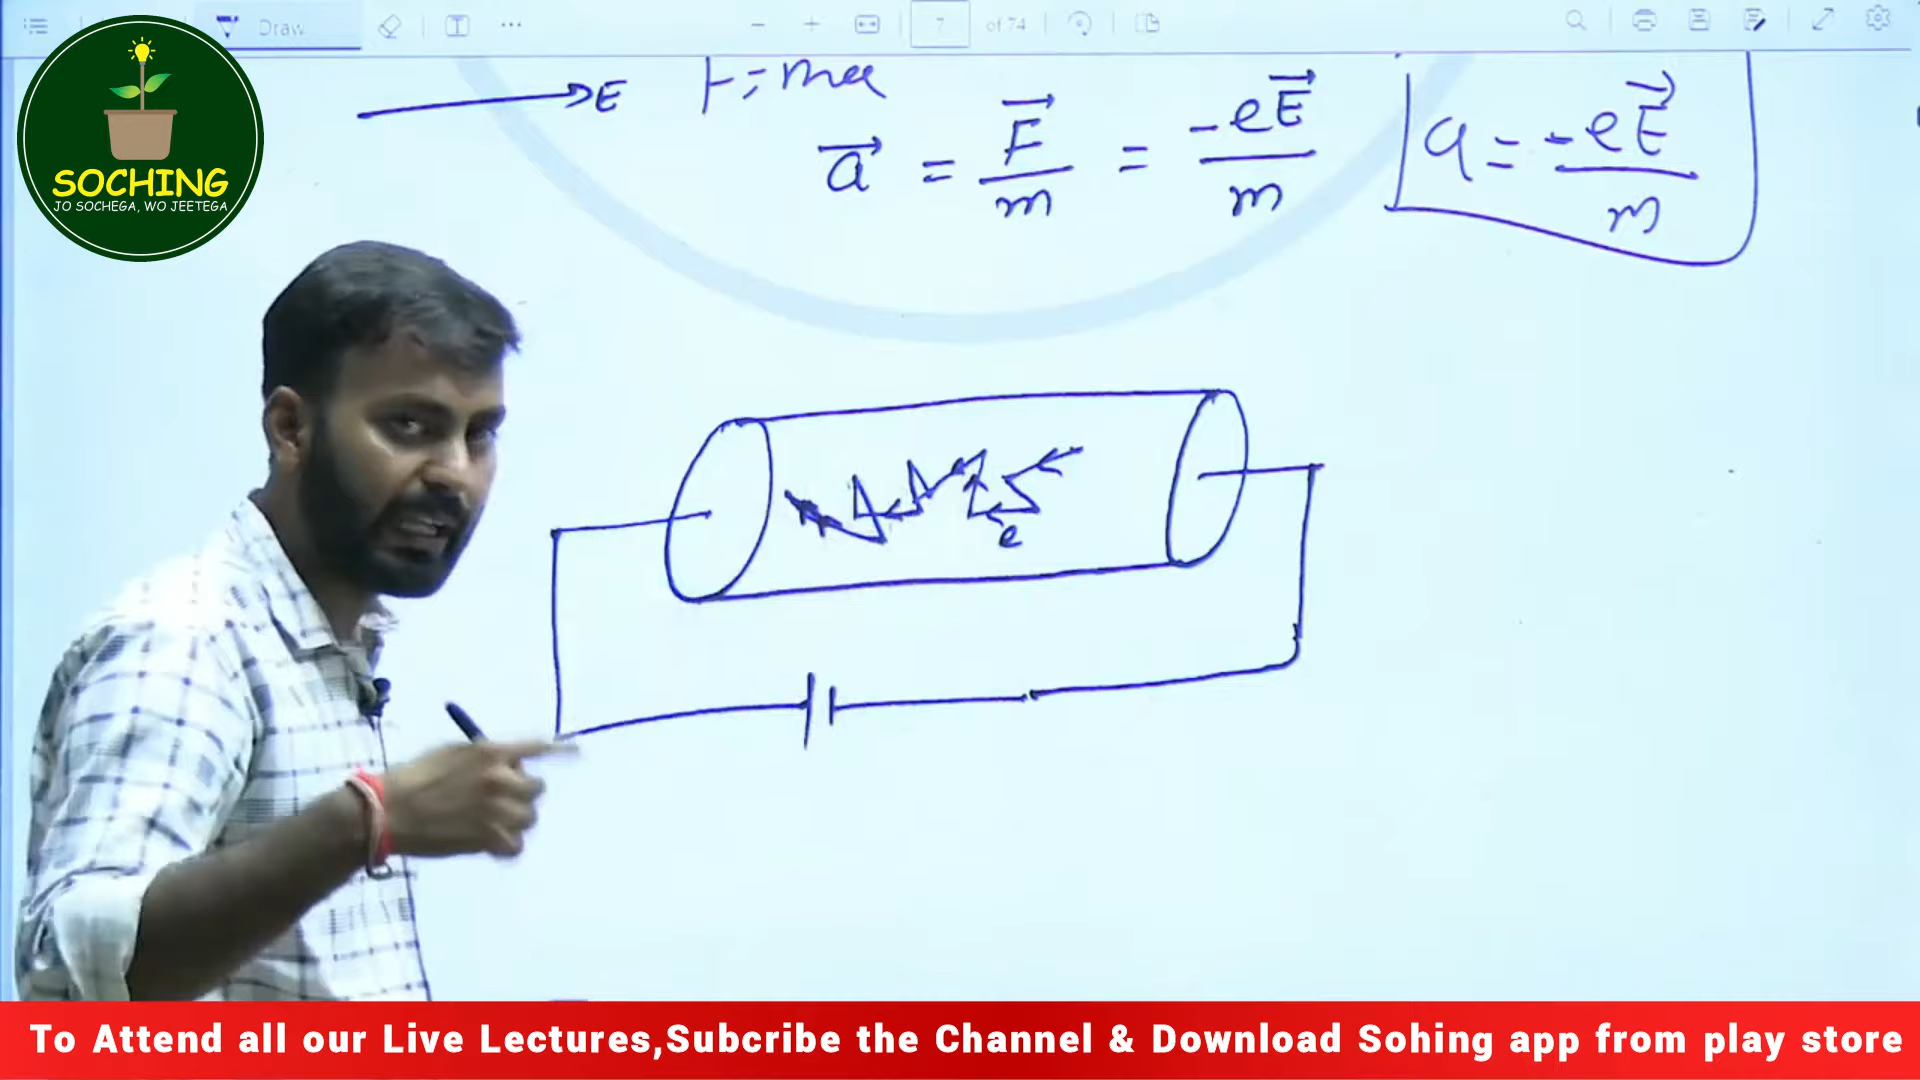 Draw
7 of 74
SOCHING
JO SOCHEGA, WO JEETEGA
E
F = ma
a = F/m = -eE/m
a = -eE/m
e
To Attend all our Live Lectures,Subcribe the Channel & Download Sohing app from play store